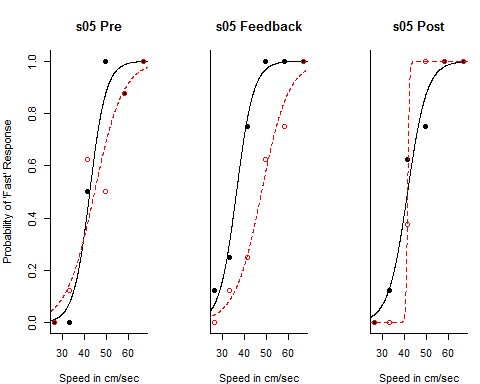 s05 Pre
s05 Feedback
s05 Post
Probability of 'Fast' Response
0.0
0.2
0.4
0.6
0.8
1.0
30 40 50 60
30 40 50 60
30 40 50 60
Speed in cm/sec
Speed in cm/sec
Speed in cm/sec